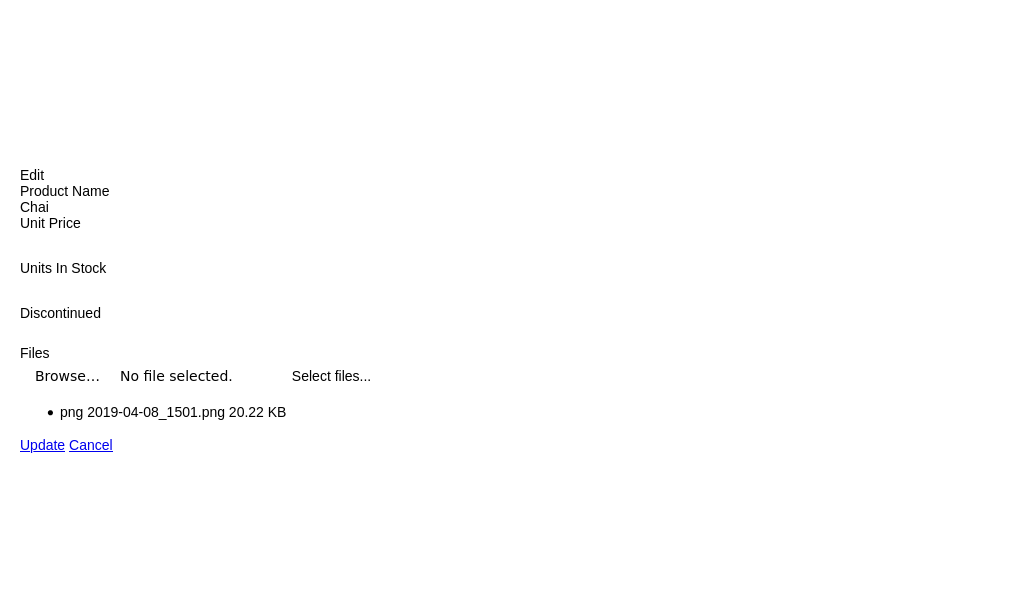 Edit
Product Name
Chai
Unit Price
Units In Stock
Discontinued
Files
Browse... No file selected. Select files...
• png 2019-04-08_1501.png 20.22 KB
Update Cancel